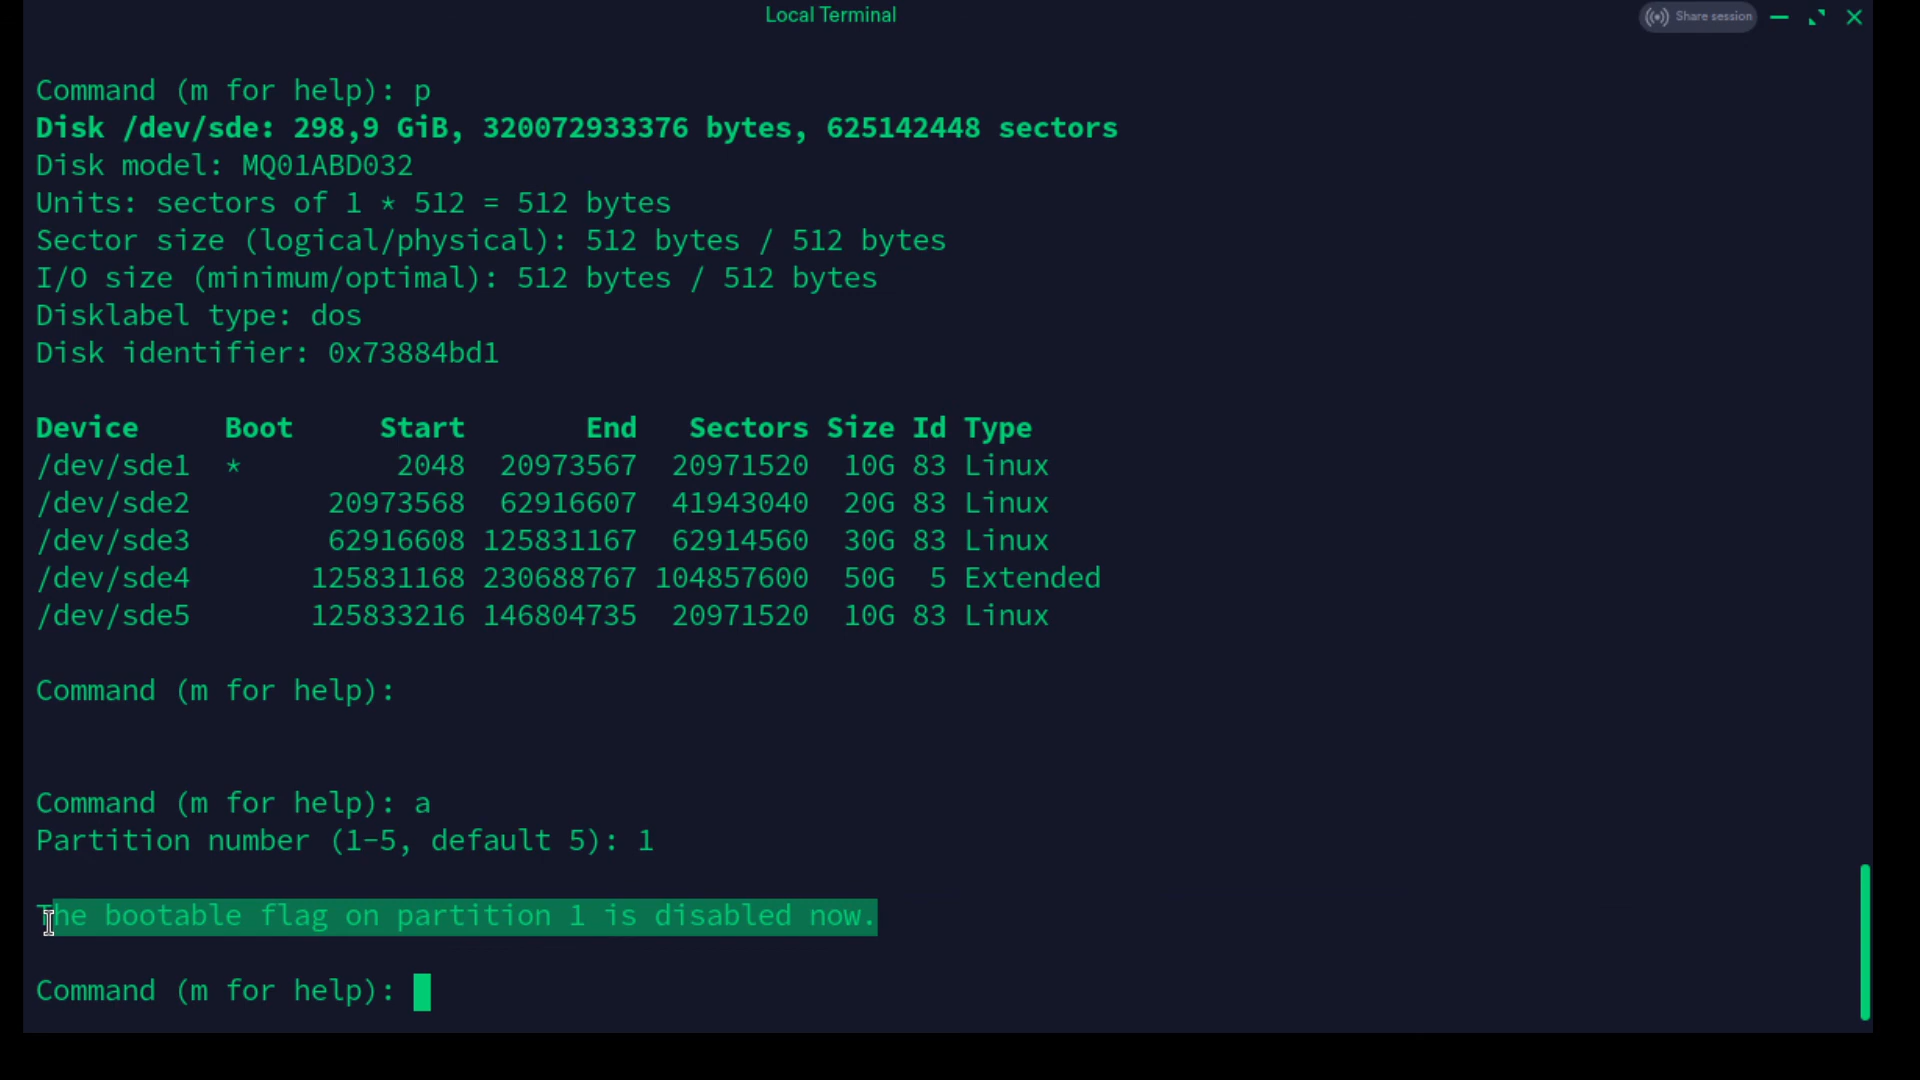 Local Terminal
Share session
Command (m for help): p
Disk /dev/sde: 298,9 GiB, 320072933376 bytes, 625142448 sectors
Disk model: MQ01ABD032
Units: sectors of 1 * 512 = 512 bytes
Sector size (logical/physical): 512 bytes / 512 bytes
I/O size (minimum/optimal): 512 bytes / 512 bytes
Disklabel type: dos
Disk identifier: 0x73884bd1
Device     Boot     Start       End   Sectors Size Id Type
/dev/sde1  *         2048  20973567  20971520  10G 83 Linux
/dev/sde2        20973568  62916607  41943040  20G 83 Linux
/dev/sde3        62916608 125831167  62914560  30G 83 Linux
/dev/sde4       125831168 230688767 104857600  50G  5 Extended
/dev/sde5       125833216 146804735  20971520  10G 83 Linux
Command (m for help):
Command (m for help): a
Partition number (1-5, default 5): 1
The bootable flag on partition 1 is disabled now.
Command (m for help):